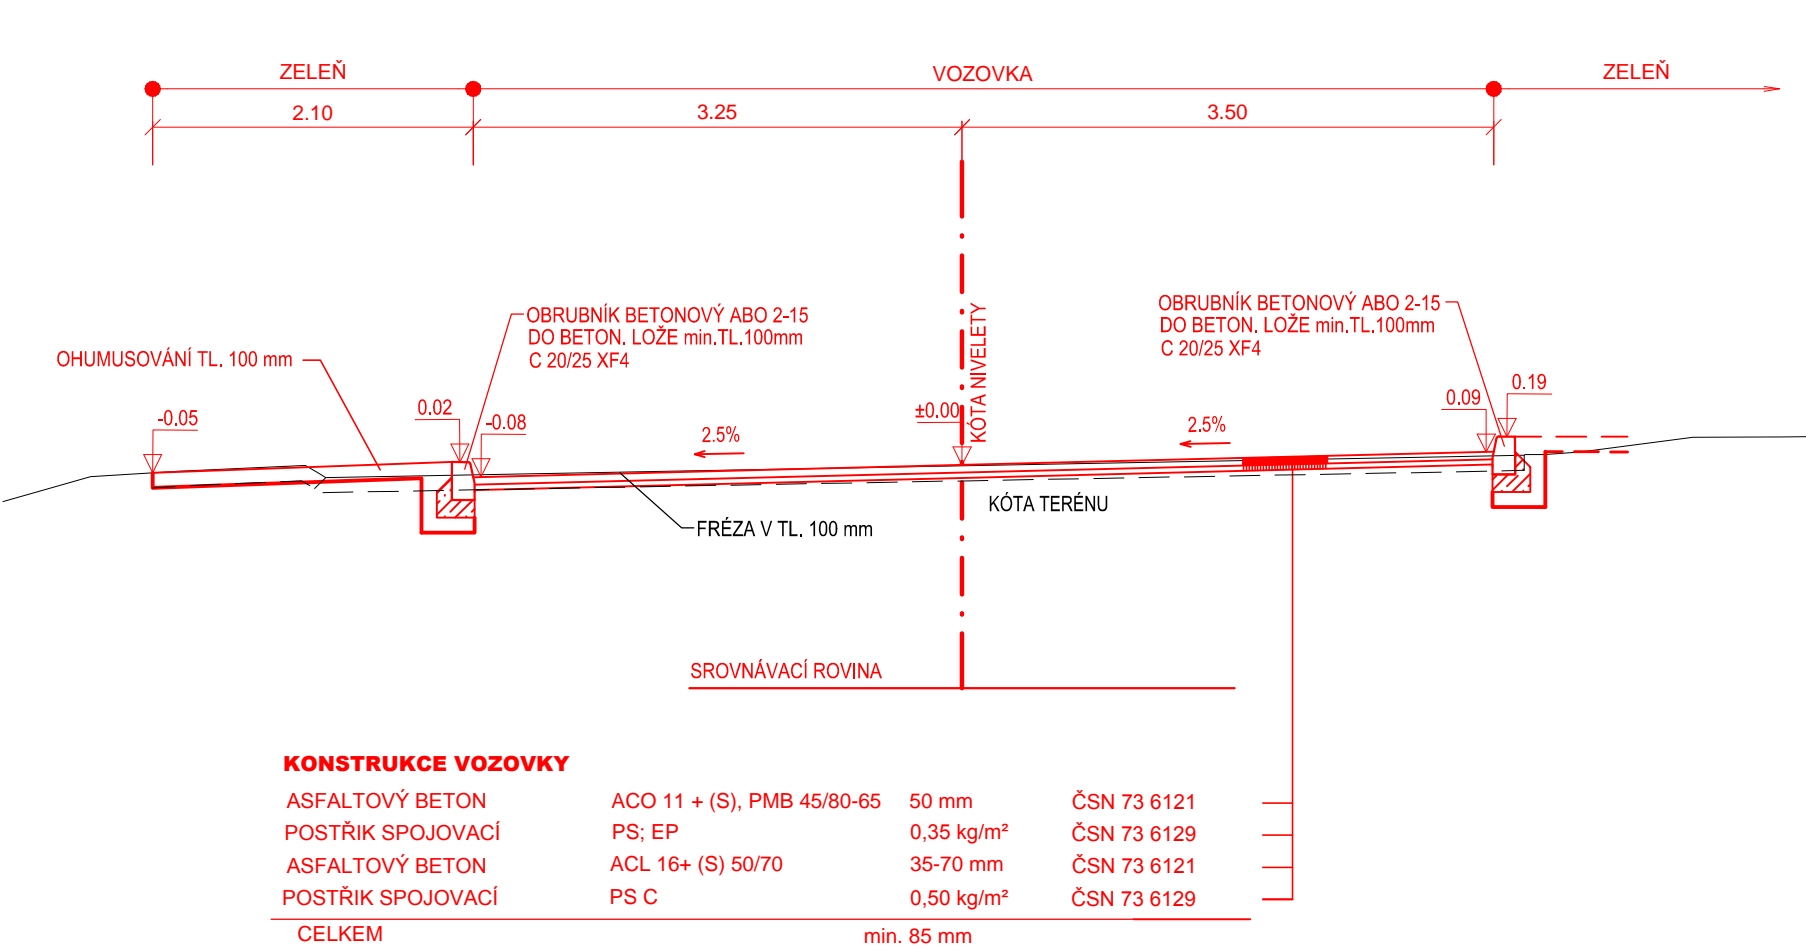 ZELEŇ
VOZOVKA
ZELEŇ
2.10
3.25
3.50
OBRUBNÍK BETONOVÝ ABO 2-15
DO BETON. LOŽE min.TL.100mm
C 20/25 XF4
OBRUBNÍK BETONOVÝ ABO 2-15
DO BETON. LOŽE min.TL.100mm
C 20/25 XF4
OHUMUSOVÁNÍ TL. 100 mm
KÓTA NIVELETY
-0.05
0.02
-0.08
±0.00
0.09
0.19
2.5%
2.5%
KÓTA TERÉNU
FRÉZA V TL. 100 mm
SROVNÁVACÍ ROVINA
KONSTRUKCE VOZOVKY
ASFALTOVÝ BETON ACO 11 + (S), PMB 45/80-65 50 mm ČSN 73 6121
POSTŘIK SPOJOVACÍ PS; EP 0,35 kg/m² ČSN 73 6129
ASFALTOVÝ BETON ACL 16+ (S) 50/70 35-70 mm ČSN 73 6121
POSTŘIK SPOJOVACÍ PS C 0,50 kg/m² ČSN 73 6129
CELKEM min. 85 mm